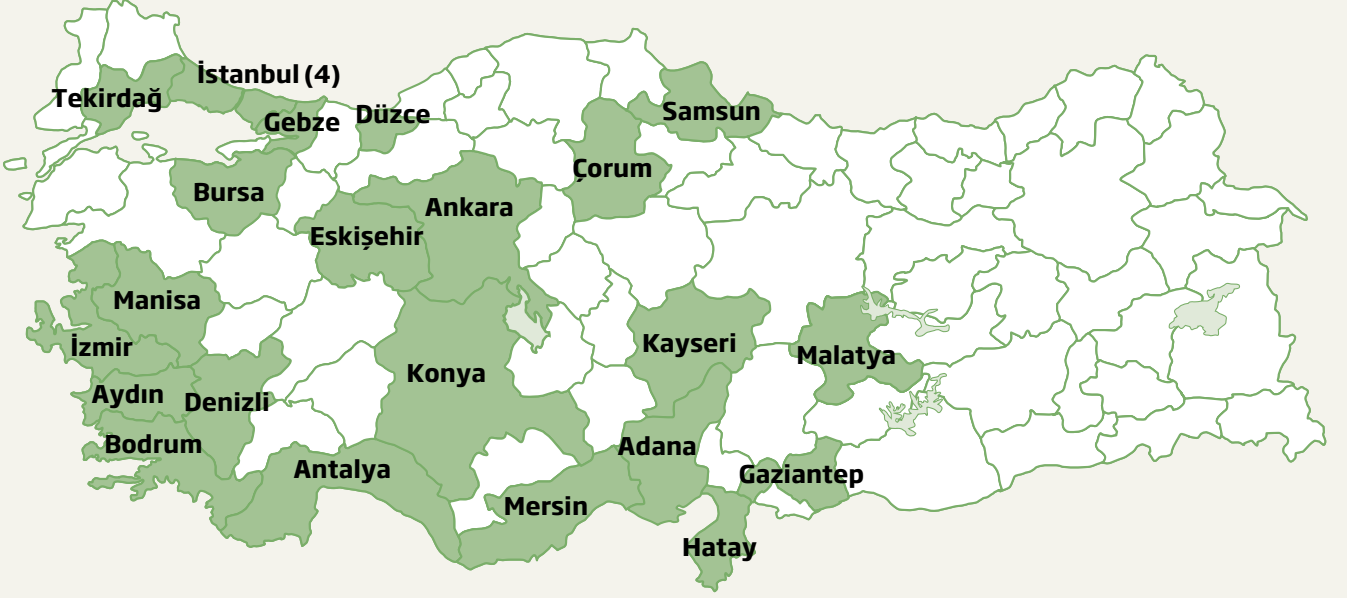 İstanbul (4)
Tekirdağ
Gebze
Düzce
Samsun
Çorum
Bursa
Ankara
Eskişehir
Manisa
İzmir
Kayseri
Malatya
Konya
Aydın
Denizli
Bodrum
Adana
Antalya
Gaziantep
Mersin
Hatay